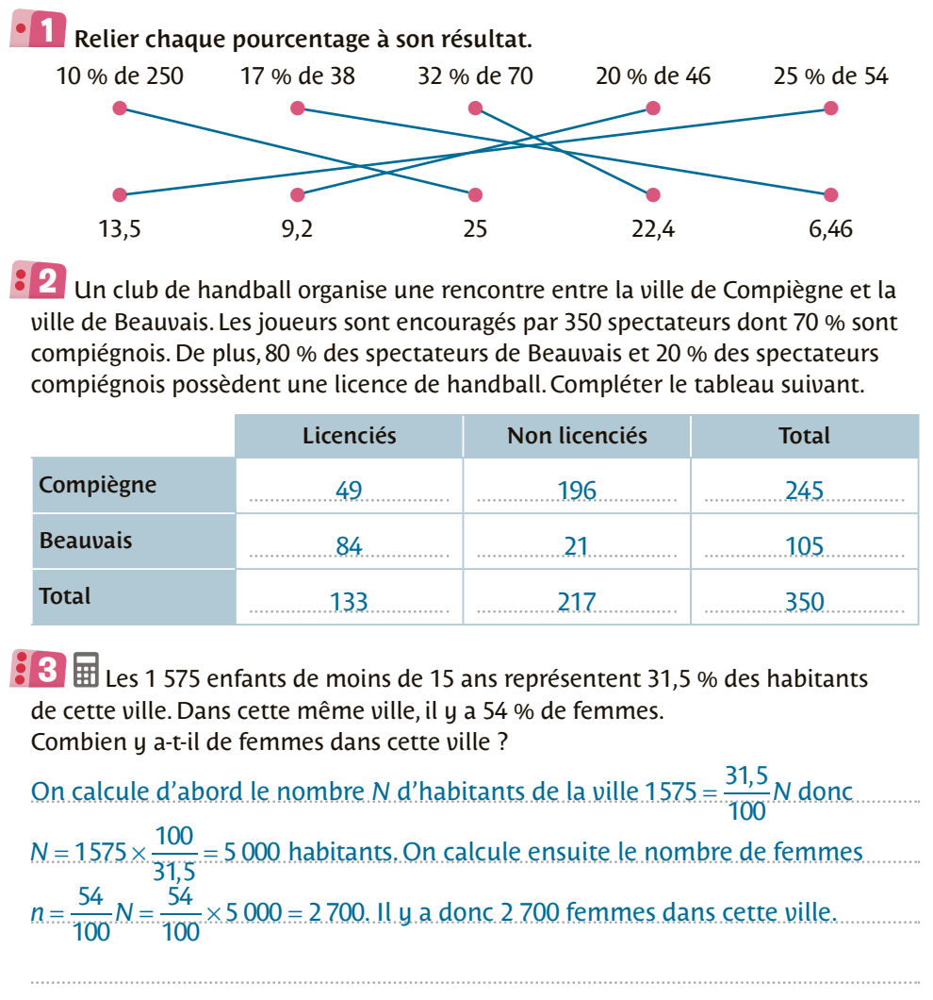 1 Relier chaque pourcentage à son résultat.
10 % de 250 17 % de 38 32 % de 70 20 % de 46 25 % de 54
13,5 9,2 25 22,4 6,46
2 Un club de handball organise une rencontre entre la ville de Compiègne et la
ville de Beauvais. Les joueurs sont encouragés par 350 spectateurs dont 70 % sont
compiégnois. De plus, 80 % des spectateurs de Beauvais et 20 % des spectateurs
compiégnois possèdent une licence de handball. Compléter le tableau suivant.
Licenciés Non licenciés Total
Compiègne 49 196 245
Beauvais 84 21 105
Total 133 217 350
3 Les 1 575 enfants de moins de 15 ans représentent 31,5 % des habitants
de cette ville. Dans cette même ville, il y a 54 % de femmes.
Combien y a-t-il de femmes dans cette ville ?
On calcule d'abord le nombre N d'habitants de la ville 1 575 = 31,5/100 N donc
N = 1 575 × 100/31,5 = 5 000 habitants. On calcule ensuite le nombre de femmes
n = 54/100 N = 54/100 × 5 000 = 2 700. Il y a donc 2 700 femmes dans cette ville.